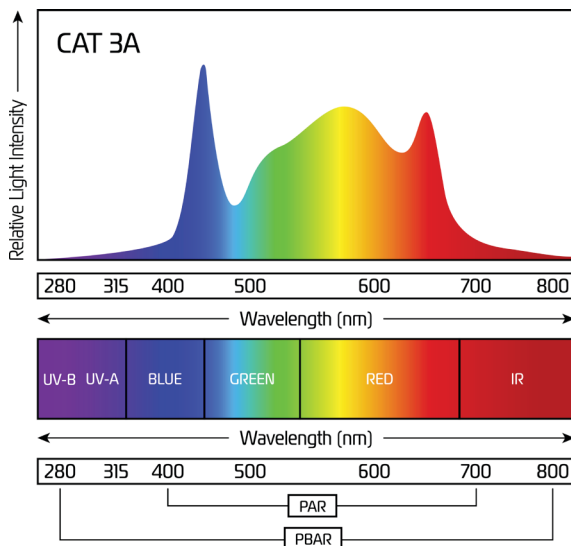 CAT 3A
Relative Light Intensity
280 315 400 500 600 700 800
Wavelength (nm)
UV-B UV-A BLUE GREEN RED IR
Wavelength (nm)
280 315 400 500 600 700 800
PAR
PBAR